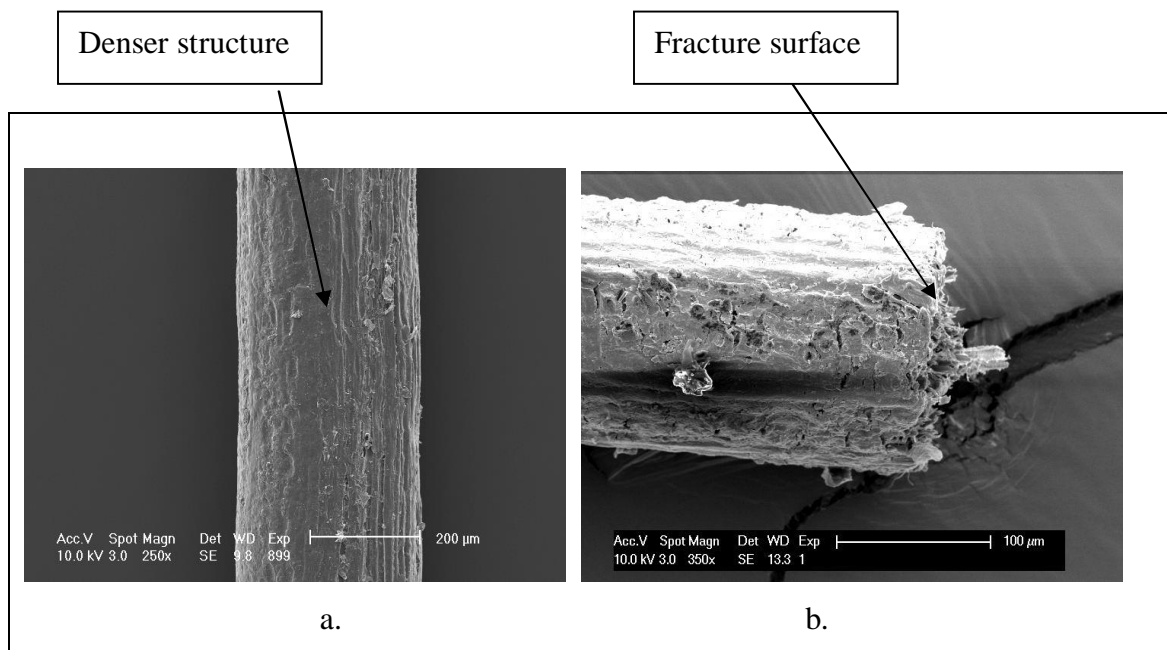 Denser structure
Fracture surface
Acc.V Spot Magn Det WD Exp
10.0 kV 3.0 250x SE 9.8 899
200 µm
Acc.V Spot Magn Det WD Exp
10.0 kV 3.0 350x SE 13.3 1
100 µm
a.
b.